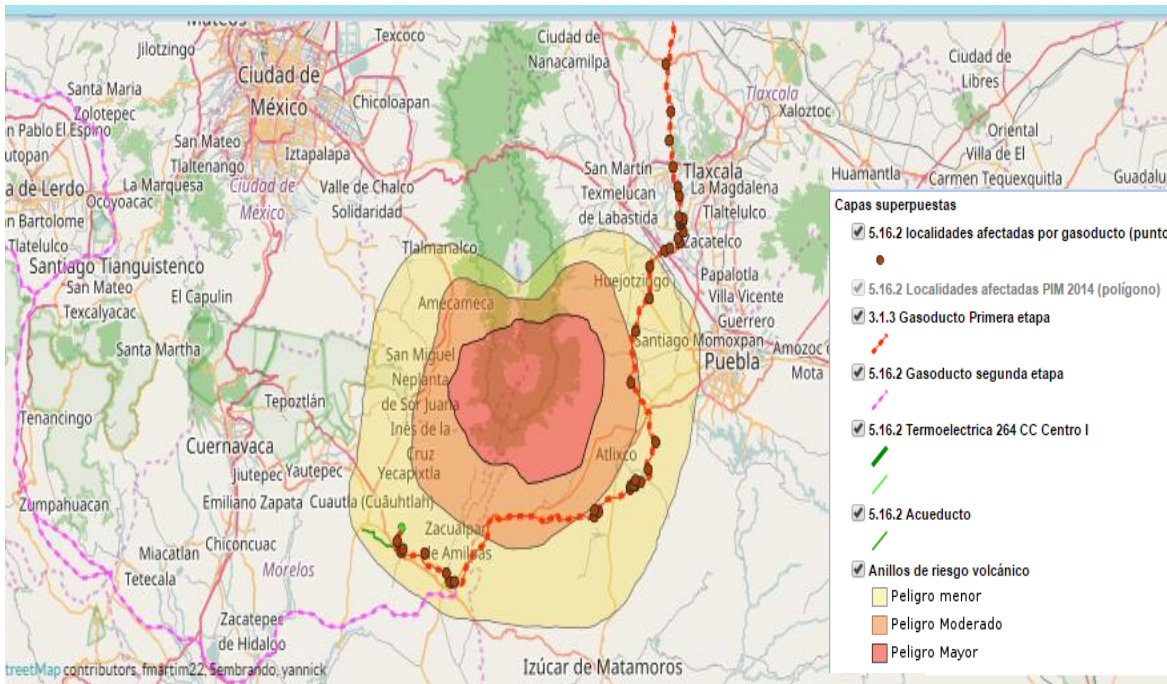 Mateos
Jilotzingo
Texcoco
Ciudad de
Nanacamilpa
Ciudad de
Libres
Santa Maria
Zolotepec
Ciudad de
México
Chicoloapan
Tlaxcala
Xaloztoc
an Pablo El Espino
utopan
San Mateo
Tlaltenango
Iztapalapa
Oriental
Villa de El
Carmen Tequexquitla
Guadalu
a de Lerdo
La Marquesa
Ocoyoacac
Ciudad de
México
Valle de Chalco
Solidaridad
San Martín
Texmelucan
de Labastida
Tlaxcala
La Magdalena
Tlaltelulco
Huamantla
an Bartolome
Tlatelulco
Tlalmanalco
Zacatelco
Santiago Tianguistenco
San Mateo
Texcalyacac
El Capulin
Amecameca
Huejotzingo
Papalotla
Villa Vicente
Guerrero
Santa Martha
San Miguel
Neplanta
de Sor Juana
Inés de la
Cruz
Santiago Momoxpan
Puebla
Amozoc
Mota
Tenancingo
Tepoztlán
Cuernavaca
Jiutepec
Yautepec
Yecapixtla
Atlixco
Zumpahuacan
Emiliano Zapata
Cuautla (Cuāuhtlah)
Miacatlan
Tetecala
Chiconcuac
Morelos
Zacualpan
de Amilpas
Zacatepec
de Hidalgo
Izúcar de Matamoros
treetMap contributors, fmartim22, Sembrando, yannick
Capas superpuestas
5.16.2 localidades afectadas por gasoducto (punto
5.16.2 Localidades afectadas PIM 2014 (polígono)
3.1.3 Gasoducto Primera etapa
5.16.2 Gasoducto segunda etapa
5.16.2 Termoelectrica 264 CC Centro I
5.16.2 Acueducto
Anillos de riesgo volcánico
Peligro menor
Peligro Moderado
Peligro Mayor